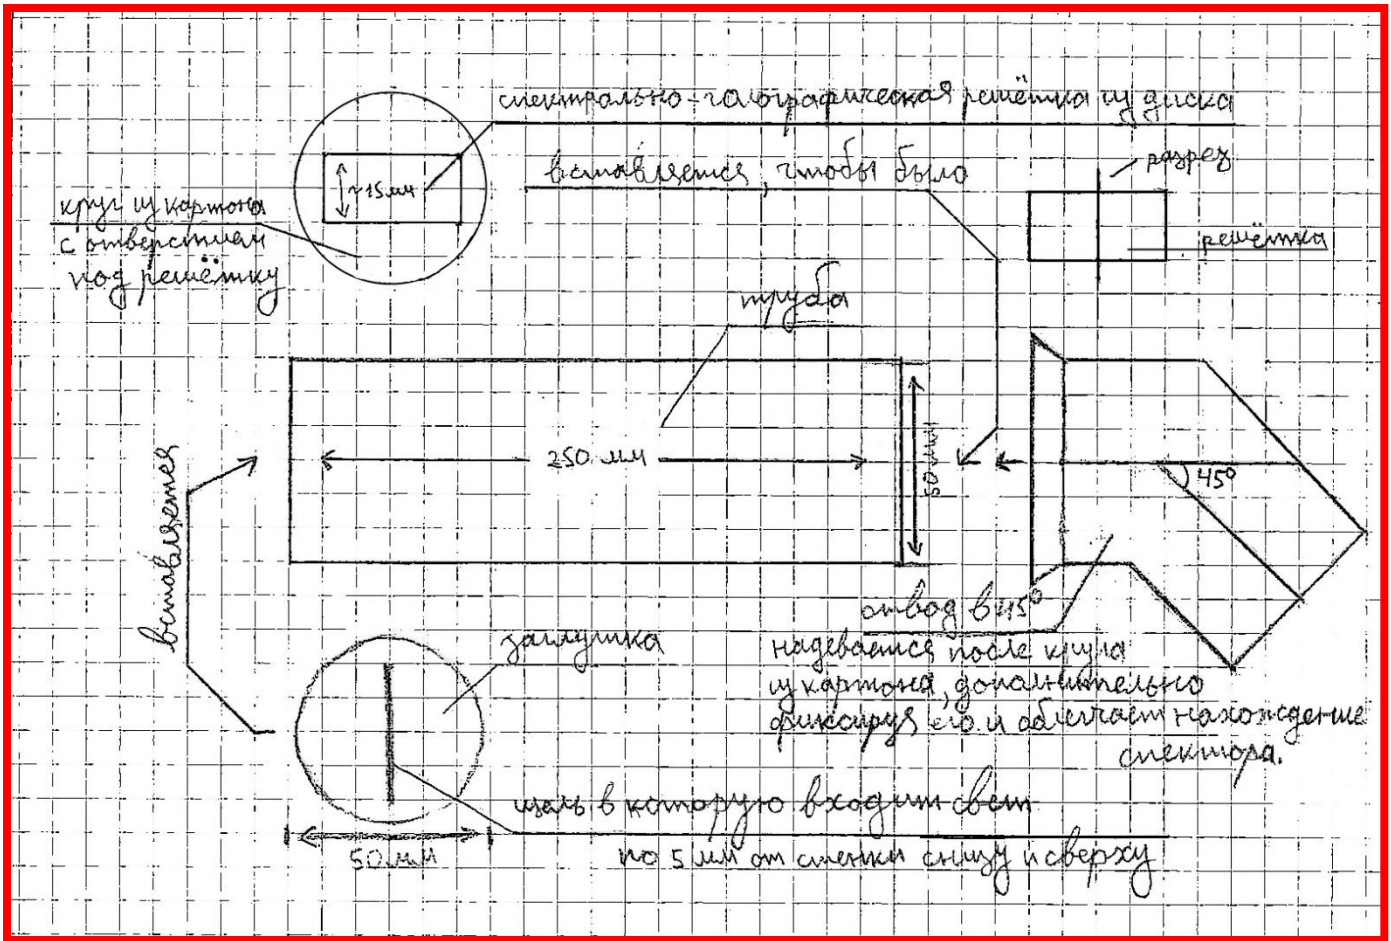 спектрально-голографическая решётка из диска
вставляется, чтобы было
разрез
решётка
~15мм
круг из картона
с отверстием
под решётку
труба
250 мм
50 мм
45°
вставляется
отвод в 45°
надевается после круга
из картона, дополнительно
фиксируя его и облегчает нахождение
спектора.
заглушка
щель в которую входит свет
по 5 мм от стенки снизу и сверху
50 мм